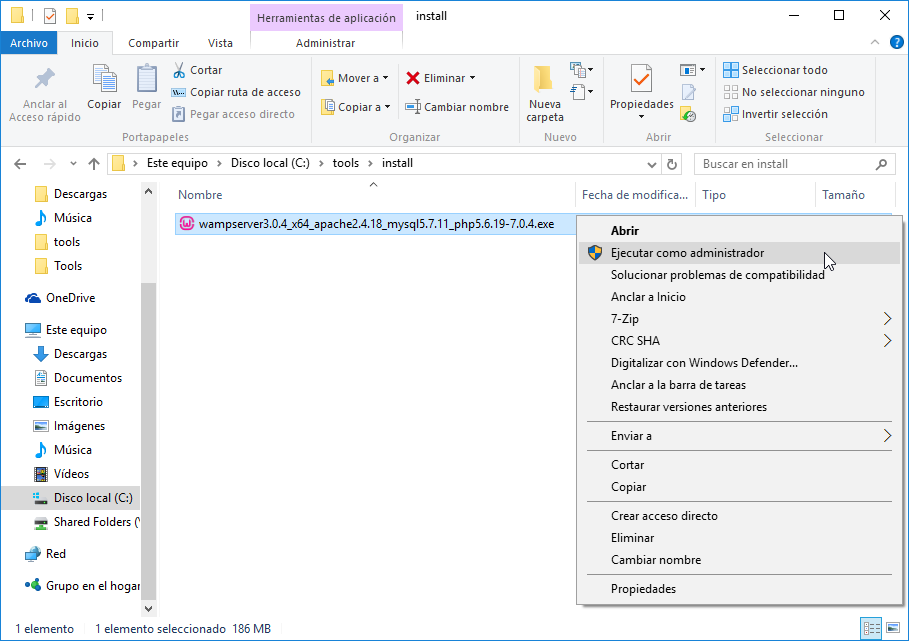 Herramientas de aplicación
install
Archivo
Inicio
Compartir
Vista
Administrar
Anclar al
Acceso rápido
Copiar
Pegar
Cortar
Copiar ruta de acceso
Pegar acceso directo
Portapapeles
Mover a
Copiar a
Eliminar
Cambiar nombre
Organizar
Nueva
carpeta
Nuevo
Propiedades
Abrir
Seleccionar todo
No seleccionar ninguno
Invertir selección
Seleccionar
Este equipo > Disco local (C:) > tools > install
Buscar en install
Descargas
Música
tools
Tools
OneDrive
Este equipo
Descargas
Documentos
Escritorio
Imágenes
Música
Vídeos
Disco local (C:)
Shared Folders (\
Red
Grupo en el hogar
Nombre
Fecha de modifica...
Tipo
Tamaño
wampserver3.0.4_x64_apache2.4.18_mysql5.7.11_php5.6.19-7.0.4.exe
Abrir
Ejecutar como administrador
Solucionar problemas de compatibilidad
Anclar a Inicio
7-Zip
CRC SHA
Digitalizar con Windows Defender...
Anclar a la barra de tareas
Restaurar versiones anteriores
Enviar a
Cortar
Copiar
Crear acceso directo
Eliminar
Cambiar nombre
Propiedades
1 elemento
1 elemento seleccionado 186 MB